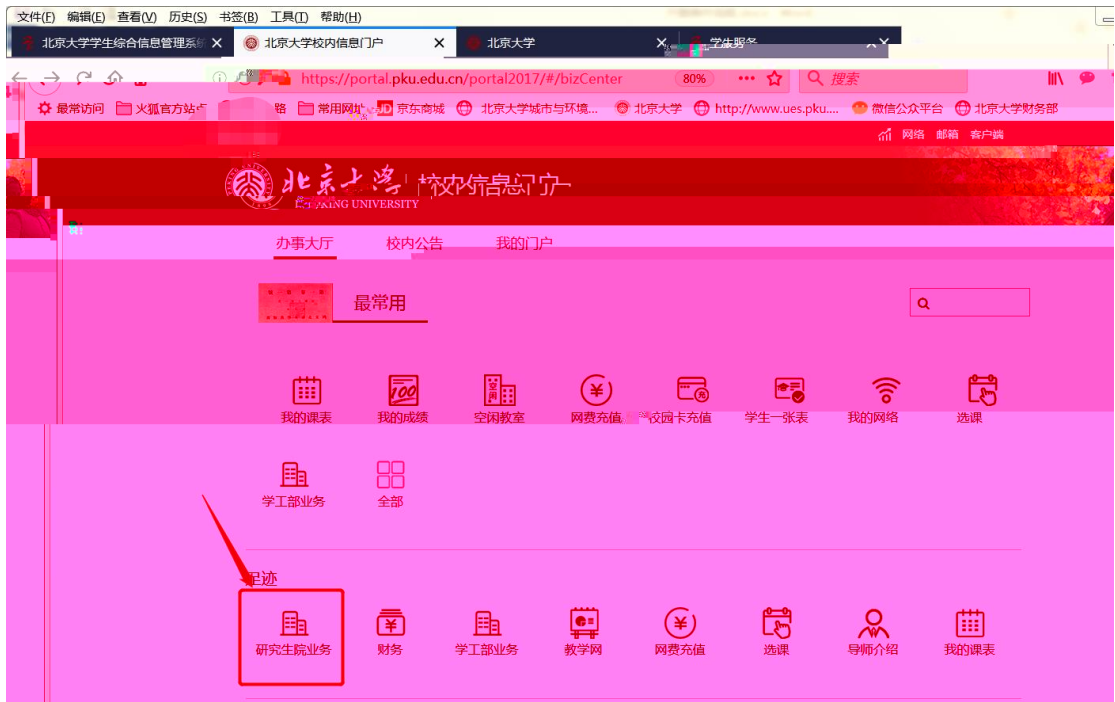 文件(F) 编辑(E) 查看(V) 历史(S) 书签(B) 工具(T) 帮助(H)
北京大学学生综合信息管理系统 北京大学校内信息门户 北京大学 学生服务
https://portal.pku.edu.cn/portal2017/#/bizCenter 80% 搜索
最常访问 火狐官方站点 常用网址 JD 京东商城 北京大学城市与环境... 北京大学 http://www.ues.pku.... 微信公众平台 北京大学财务部
网络 邮箱 客户端
北京大学 校内信息门户
PEKING UNIVERSITY
办事大厅 校内公告 我的门户
最常用
100
我的课表 我的成绩 空闲教室 网费充值 校园卡充值 学生一张表 我的网络 选课
学工部业务 全部
足迹
研究生院业务 财务 学工部业务 教学网 网费充值 选课 导师介绍 我的课表